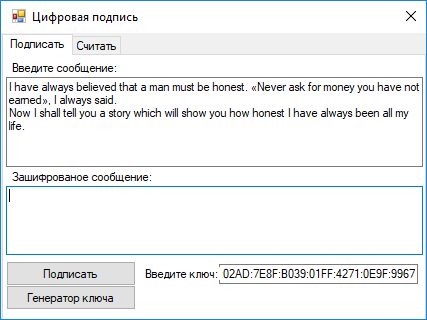 Цифровая подпись
Подписать Считать
Введите сообщение:
I have always believed that a man must be honest. «Never ask for money you have not
earned», I always said.
Now I shall tell you a story which will show you how honest I have always been all my
life.
Зашифрованое сообщение:
Подписать Введите ключ: 02AD:7E8F:B039:01FF:4271:0E9F:9967
Генератор ключа